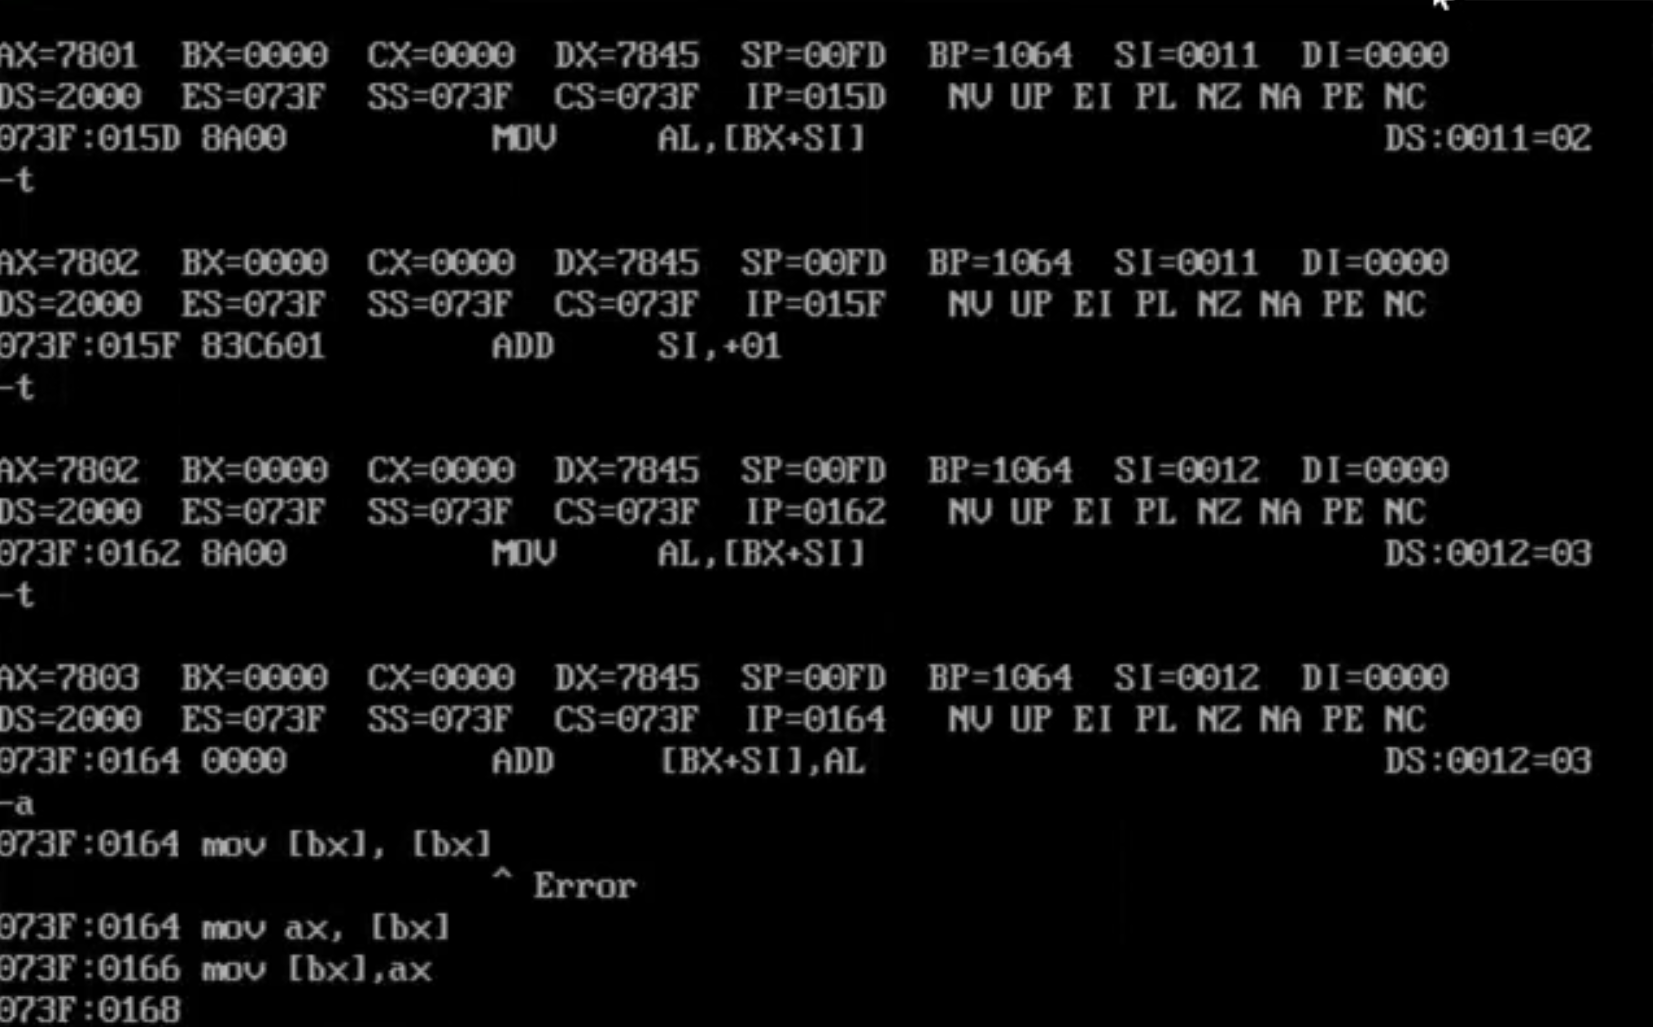 AX=7801 BX=0000 CX=0000 DX=7845 SP=00FD BP=1064 SI=0011 DI=0000
DS=2000 ES=073F SS=073F CS=073F IP=015D NV UP EI PL NZ NA PE NC
073F:015D 8A00 MOV AL,[BX+SI] DS:0011=02
-t
AX=7802 BX=0000 CX=0000 DX=7845 SP=00FD BP=1064 SI=0011 DI=0000
DS=2000 ES=073F SS=073F CS=073F IP=015F NV UP EI PL NZ NA PE NC
073F:015F 83C601 ADD SI,+01
-t
AX=7802 BX=0000 CX=0000 DX=7845 SP=00FD BP=1064 SI=0012 DI=0000
DS=2000 ES=073F SS=073F CS=073F IP=0162 NV UP EI PL NZ NA PE NC
073F:0162 8A00 MOV AL,[BX+SI] DS:0012=03
-t
AX=7803 BX=0000 CX=0000 DX=7845 SP=00FD BP=1064 SI=0012 DI=0000
DS=2000 ES=073F SS=073F CS=073F IP=0164 NV UP EI PL NZ NA PE NC
073F:0164 0000 ADD [BX+SI],AL DS:0012=03
-a
073F:0164 mov [bx], [bx]
^ Error
073F:0164 mov ax, [bx]
073F:0166 mov [bx],ax
073F:0168